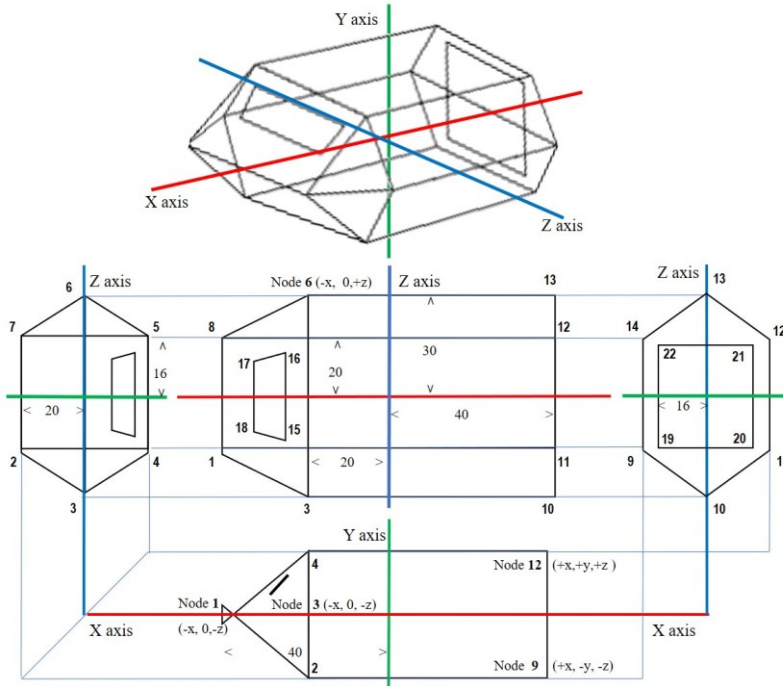 Y axis
X axis
Z axis
Z axis
Node 6 (-x, 0,+z)
Z axis
Z axis
6
13
13
7
5
8
12
14
12
16
17
16
20
30
22
21
20
40
16
18
15
19
20
2
4
1
20
11
9
1
3
3
10
10
Y axis
4
Node 12 (+x,+y,+z )
Node 1
Node 3 (-x, 0, -z)
(-x, 0,-z)
X axis
X axis
40
2
Node 9 (+x, -y, -z)